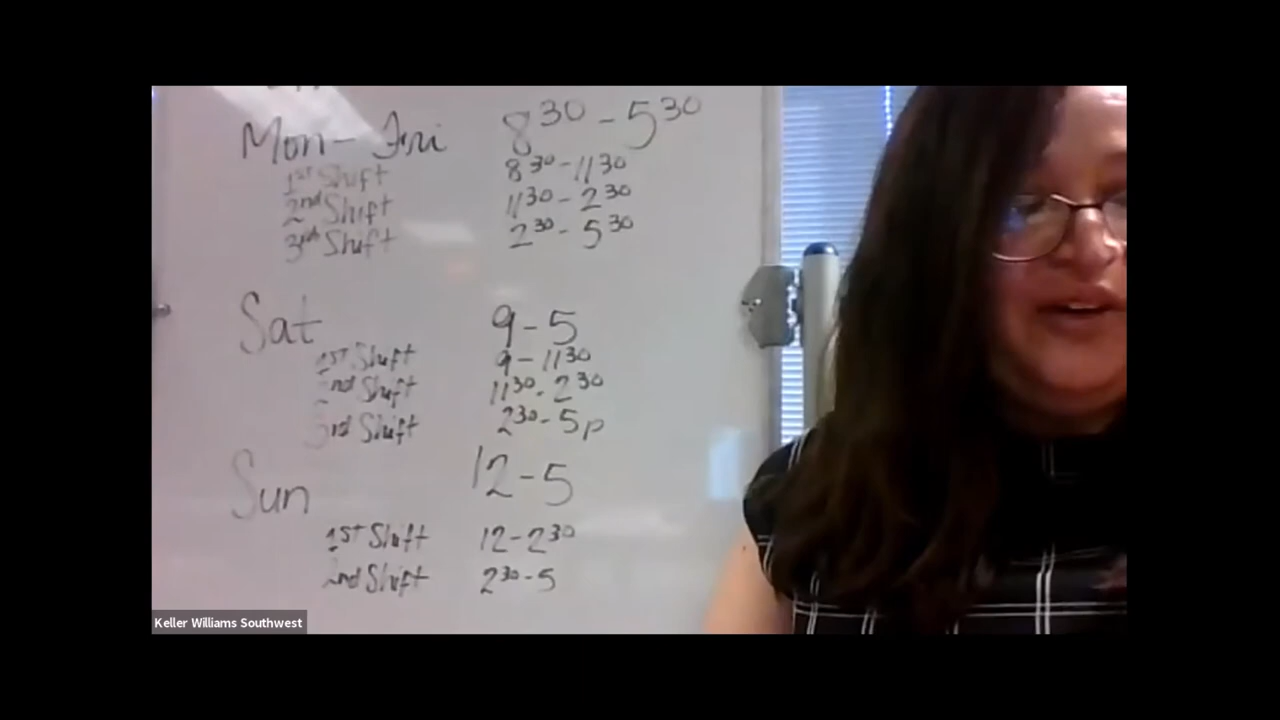 Mon-Fri 8³⁰-5³⁰
1ST Shift 8³⁰-11³⁰
2nd Shift 11³⁰-2³⁰
3rd Shift 2³⁰-5³⁰
Sat 9-5
1ST Shift 9-11³⁰
2nd Shift 11³⁰-2³⁰
3rd Shift 2³⁰-5p
Sun 12-5
1ST Shift 12-2³⁰
2nd Shift 2³⁰-5
Keller Williams Southwest